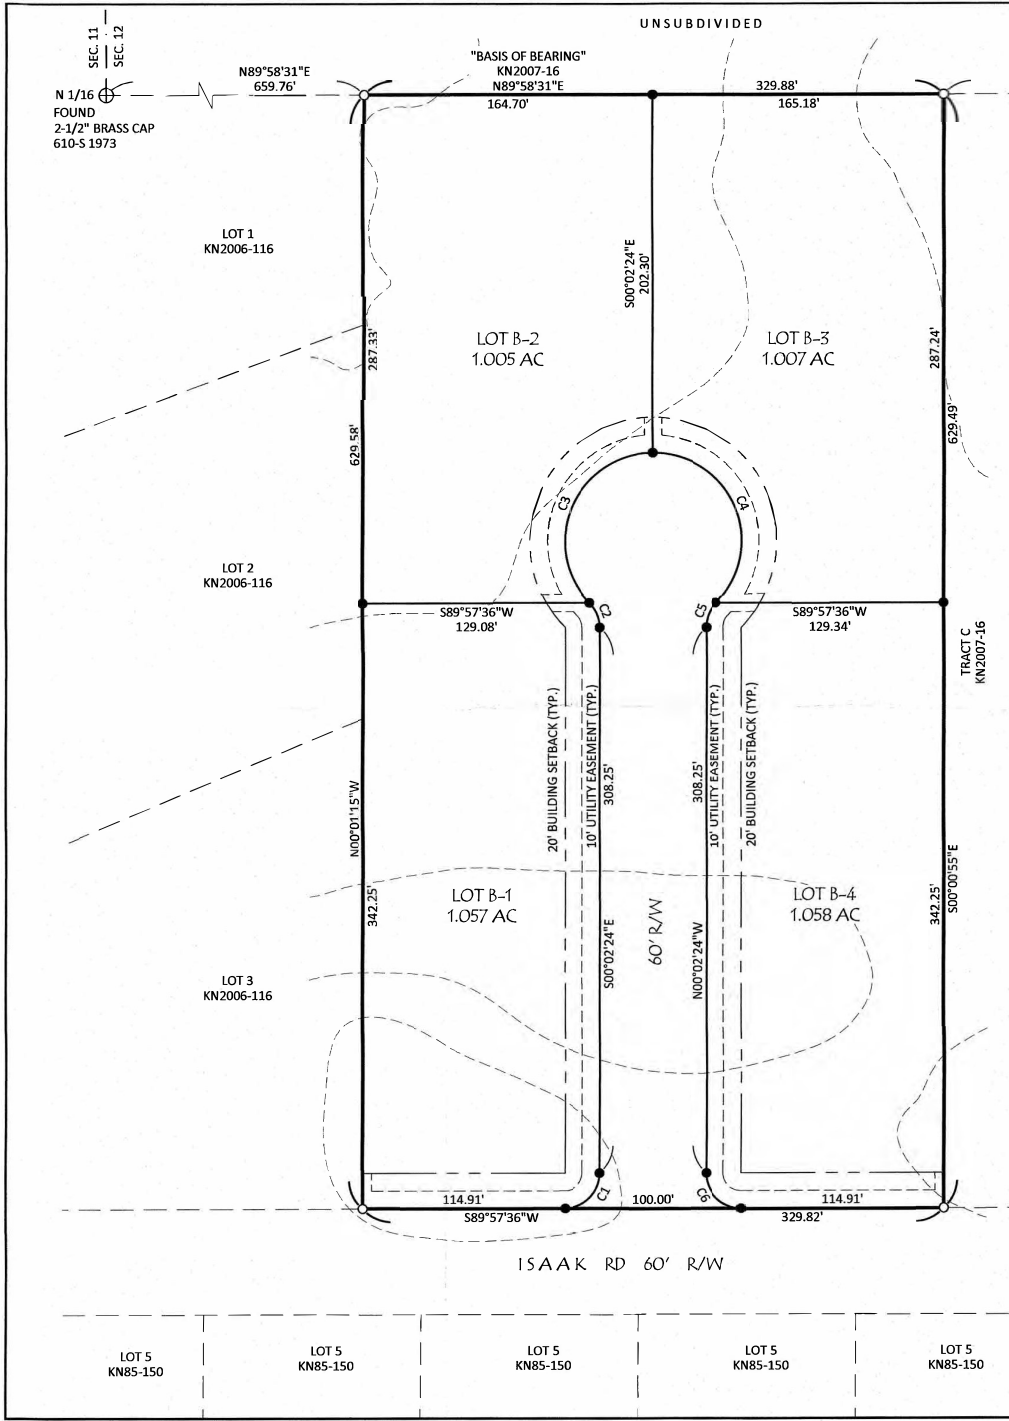 UNSUBDIVIDED
SEC. 11
SEC. 12
"BASIS OF BEARING"
KN2007-16
N89°58'31"E
659.76'
N89°58'31"E
329.88'
164.70'
165.18'
N 1/16
FOUND
2-1/2" BRASS CAP
610-S 1973
LOT 1
KN2006-116
S00°02'24"E
202.30'
LOT B-2
1.005 AC
LOT B-3
1.007 AC
287.33'
287.24'
629.58'
629.49'
C3
C4
LOT 2
KN2006-116
S89°57'36"W
129.08'
C2
C5
S89°57'36"W
129.34'
TRACT C
KN2007-16
20' BUILDING SETBACK (TYP.)
10' UTILITY EASEMENT (TYP.)
308.25'
308.25'
10' UTILITY EASEMENT (TYP.)
20' BUILDING SETBACK (TYP.)
N00°01'15"W
342.25'
LOT B-1
1.057 AC
S00°02'24"E
60' R/W
N00°02'24"W
LOT B-4
1.058 AC
342.25'
S00°00'55"E
LOT 3
KN2006-116
114.91'
C1
100.00'
C6
114.91'
S89°57'36"W
329.82'
ISAAK RD 60' R/W
LOT 5
KN85-150
LOT 5
KN85-150
LOT 5
KN85-150
LOT 5
KN85-150
LOT 5
KN85-150